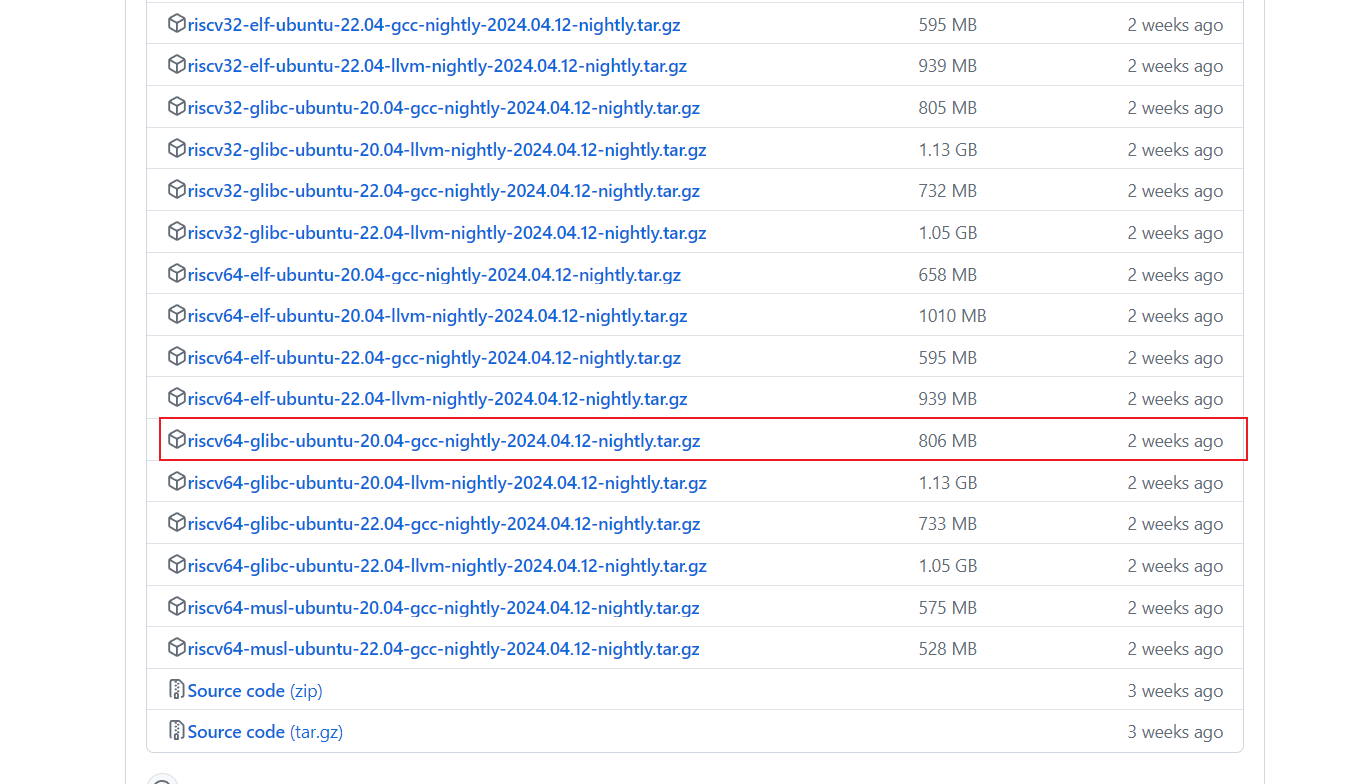 riscv32-elf-ubuntu-22.04-gcc-nightly-2024.04.12-nightly.tar.gz 595 MB 2 weeks ago
riscv32-elf-ubuntu-22.04-llvm-nightly-2024.04.12-nightly.tar.gz 939 MB 2 weeks ago
riscv32-glibc-ubuntu-20.04-gcc-nightly-2024.04.12-nightly.tar.gz 805 MB 2 weeks ago
riscv32-glibc-ubuntu-20.04-llvm-nightly-2024.04.12-nightly.tar.gz 1.13 GB 2 weeks ago
riscv32-glibc-ubuntu-22.04-gcc-nightly-2024.04.12-nightly.tar.gz 732 MB 2 weeks ago
riscv32-glibc-ubuntu-22.04-llvm-nightly-2024.04.12-nightly.tar.gz 1.05 GB 2 weeks ago
riscv64-elf-ubuntu-20.04-gcc-nightly-2024.04.12-nightly.tar.gz 658 MB 2 weeks ago
riscv64-elf-ubuntu-20.04-llvm-nightly-2024.04.12-nightly.tar.gz 1010 MB 2 weeks ago
riscv64-elf-ubuntu-22.04-gcc-nightly-2024.04.12-nightly.tar.gz 595 MB 2 weeks ago
riscv64-elf-ubuntu-22.04-llvm-nightly-2024.04.12-nightly.tar.gz 939 MB 2 weeks ago
riscv64-glibc-ubuntu-20.04-gcc-nightly-2024.04.12-nightly.tar.gz 806 MB 2 weeks ago
riscv64-glibc-ubuntu-20.04-llvm-nightly-2024.04.12-nightly.tar.gz 1.13 GB 2 weeks ago
riscv64-glibc-ubuntu-22.04-gcc-nightly-2024.04.12-nightly.tar.gz 733 MB 2 weeks ago
riscv64-glibc-ubuntu-22.04-llvm-nightly-2024.04.12-nightly.tar.gz 1.05 GB 2 weeks ago
riscv64-musl-ubuntu-20.04-gcc-nightly-2024.04.12-nightly.tar.gz 575 MB 2 weeks ago
riscv64-musl-ubuntu-22.04-gcc-nightly-2024.04.12-nightly.tar.gz 528 MB 2 weeks ago
Source code (zip) 3 weeks ago
Source code (tar.gz) 3 weeks ago